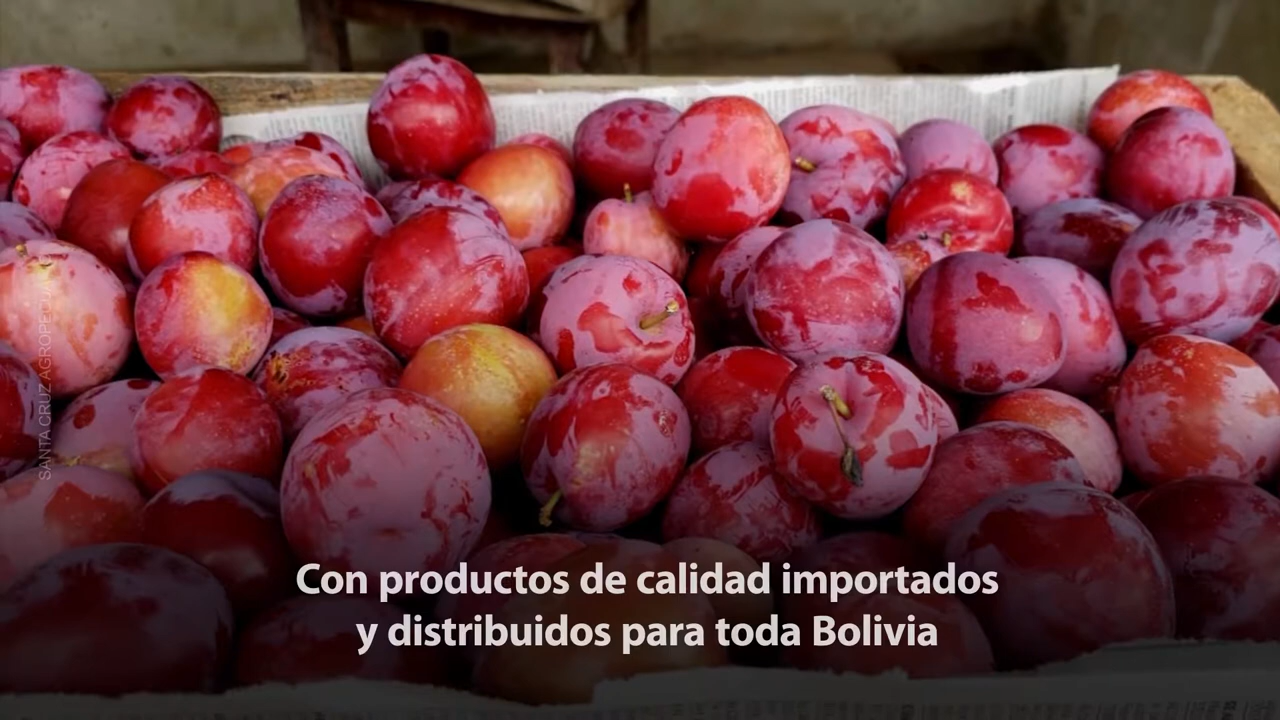 SANTA CRUZ AGROPECUARIA
Con productos de calidad importados
y distribuidos para toda Bolivia